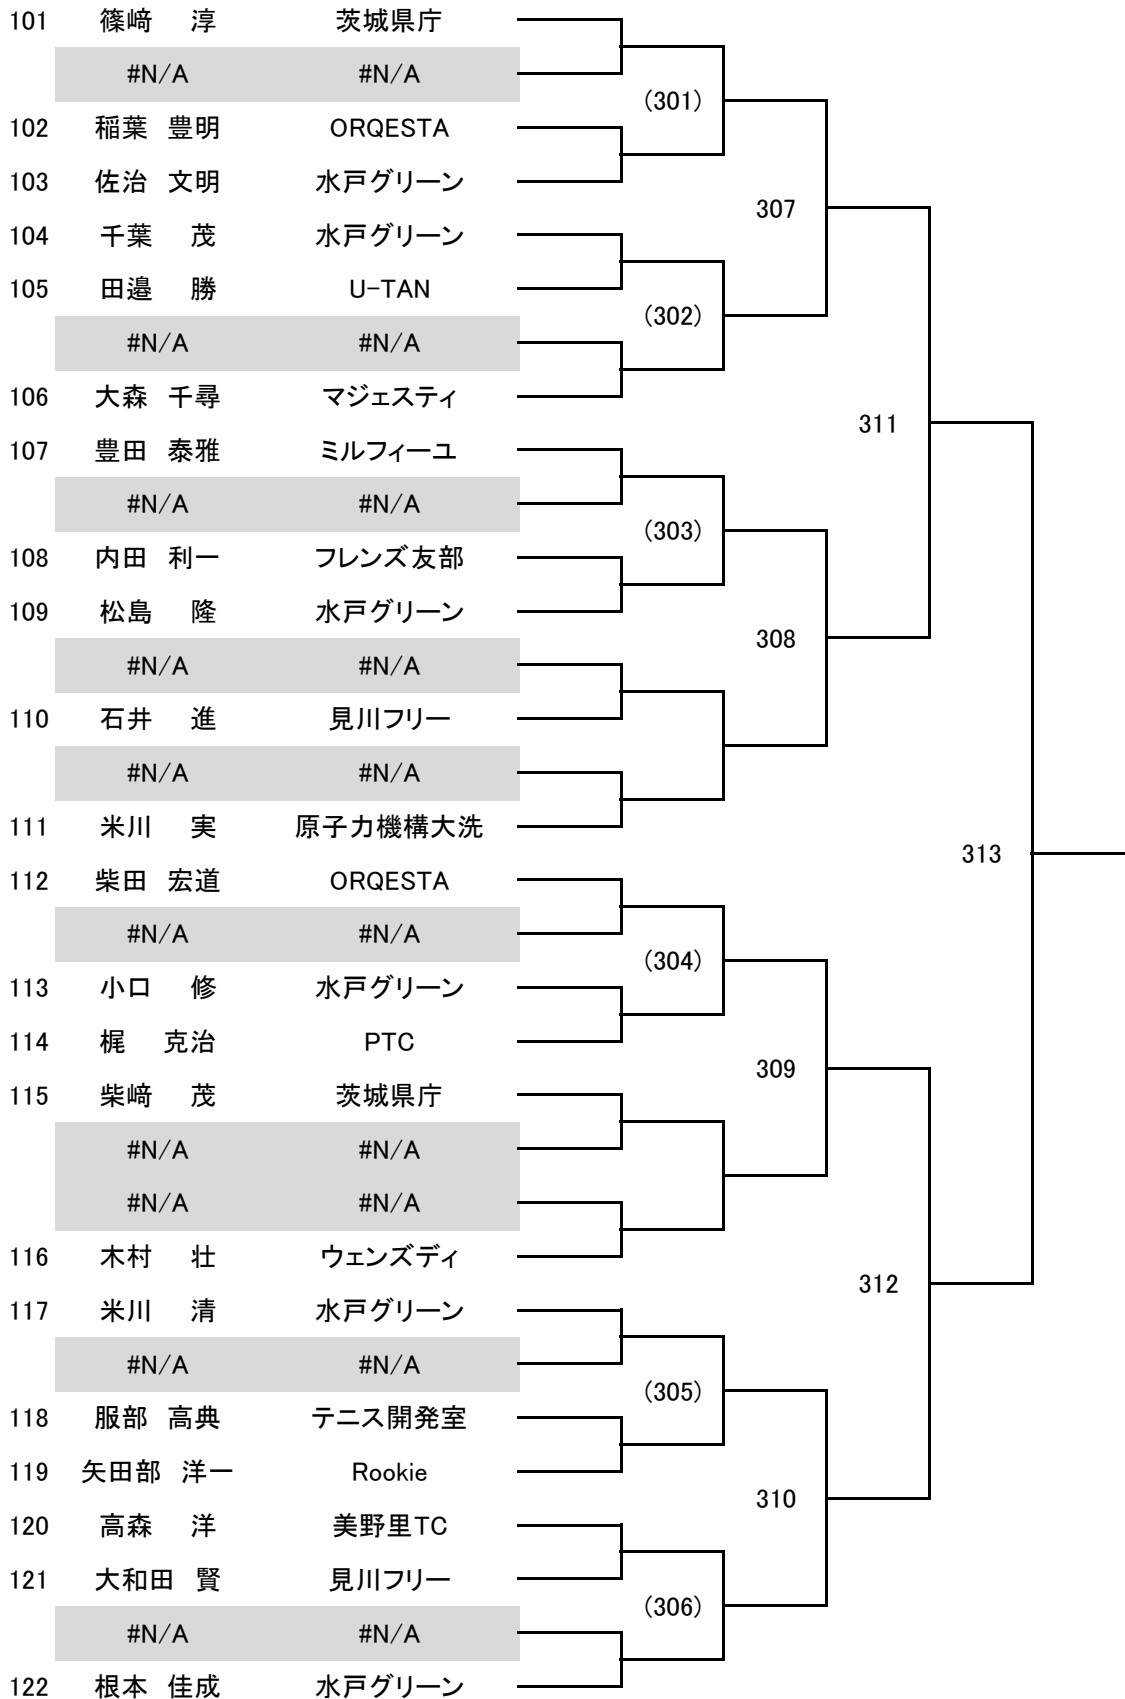 101 篠﨑 淳 茨城県庁
#N/A #N/A
(301)
102 稲葉 豊明 ORQESTA
103 佐治 文明 水戸グリーン
307
104 千葉 茂 水戸グリーン
105 田邉 勝 U-TAN
(302)
#N/A #N/A
106 大森 千尋 マジェスティ
311
107 豊田 泰雅 ミルフィーユ
#N/A #N/A
(303)
108 内田 利一 フレンズ友部
109 松島 隆 水戸グリーン
308
#N/A #N/A
110 石井 進 見川フリー
#N/A #N/A
111 米川 実 原子力機構大洗
313
112 柴田 宏道 ORQESTA
#N/A #N/A
(304)
113 小口 修 水戸グリーン
114 梶 克治 PTC
309
115 柴﨑 茂 茨城県庁
#N/A #N/A
#N/A #N/A
116 木村 壮 ウェンズディ
312
117 米川 清 水戸グリーン
#N/A #N/A
(305)
118 服部 高典 テニス開発室
119 矢田部 洋一 Rookie
310
120 高森 洋 美野里TC
121 大和田 賢 見川フリー
(306)
#N/A #N/A
122 根本 佳成 水戸グリーン